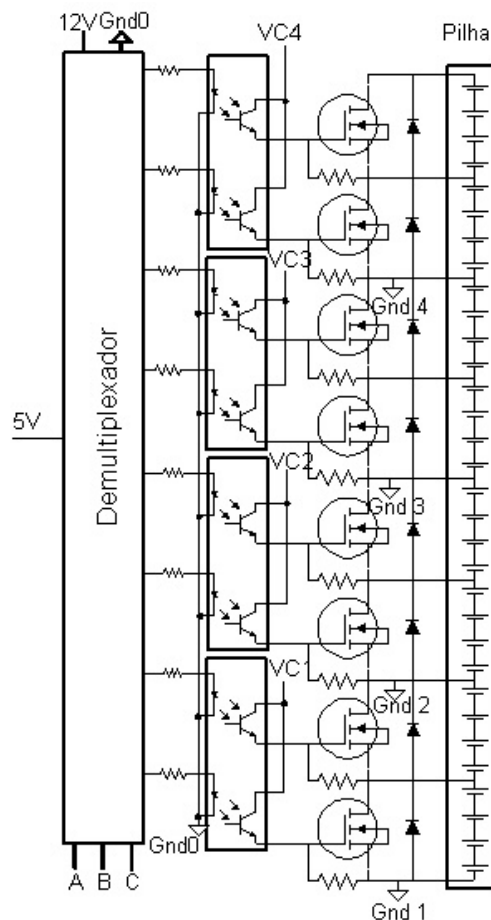 12V Gnd0
VC4
Pilha
VC3
Gnd 4
5V
Demultiplexador
VC2
Gnd 3
VC1
Gnd 2
Gnd0
A B C
Gnd 1